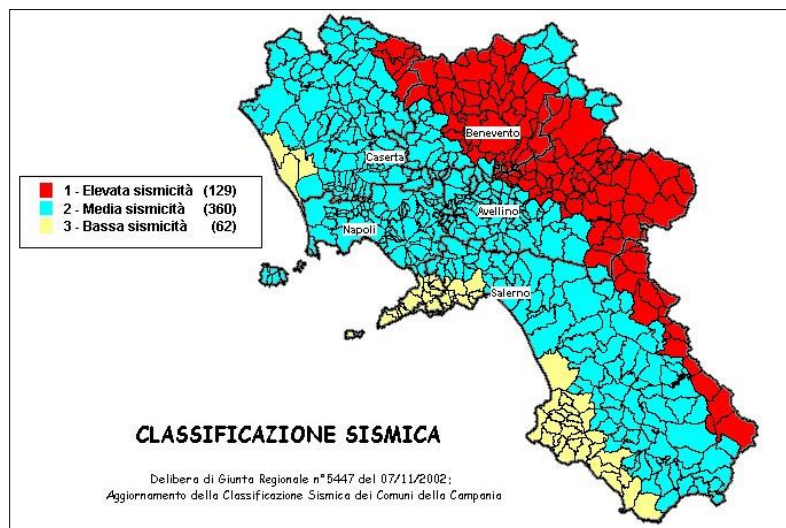 Benevento
Caserta
1 - Elevata sismicità (129)
2 - Media sismicità (360)
3 - Bassa sismicità (62)
Avellino
Napoli
Salerno
CLASSIFICAZIONE SISMICA
Delibera di Giunta Regionale n°5447 del 07/11/2002;
Aggiornamento della Classificazione Sismica dei Comuni della Campania